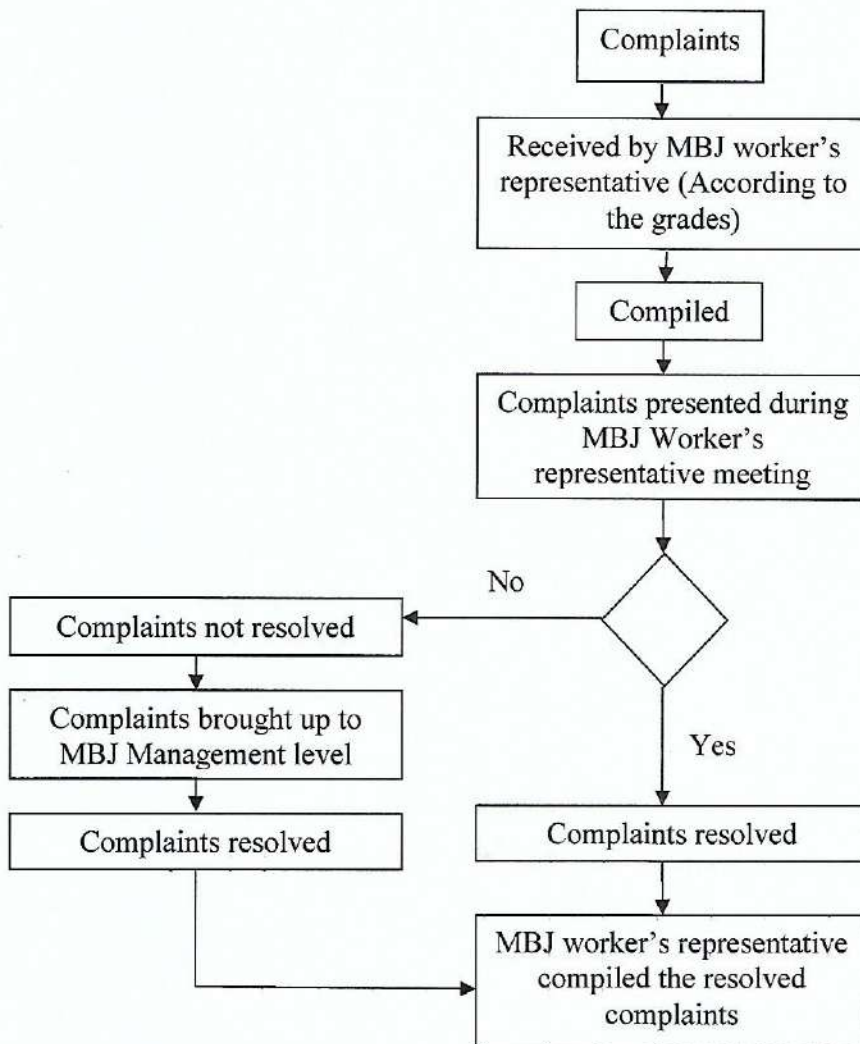 Complaints
Received by MBJ worker's
representative (According to
the grades)
Compiled
Complaints presented during
MBJ Worker's
representative meeting
No
Complaints not resolved
Complaints brought up to
MBJ Management level
Yes
Complaints resolved
Complaints resolved
MBJ worker's representative
compiled the resolved
complaints